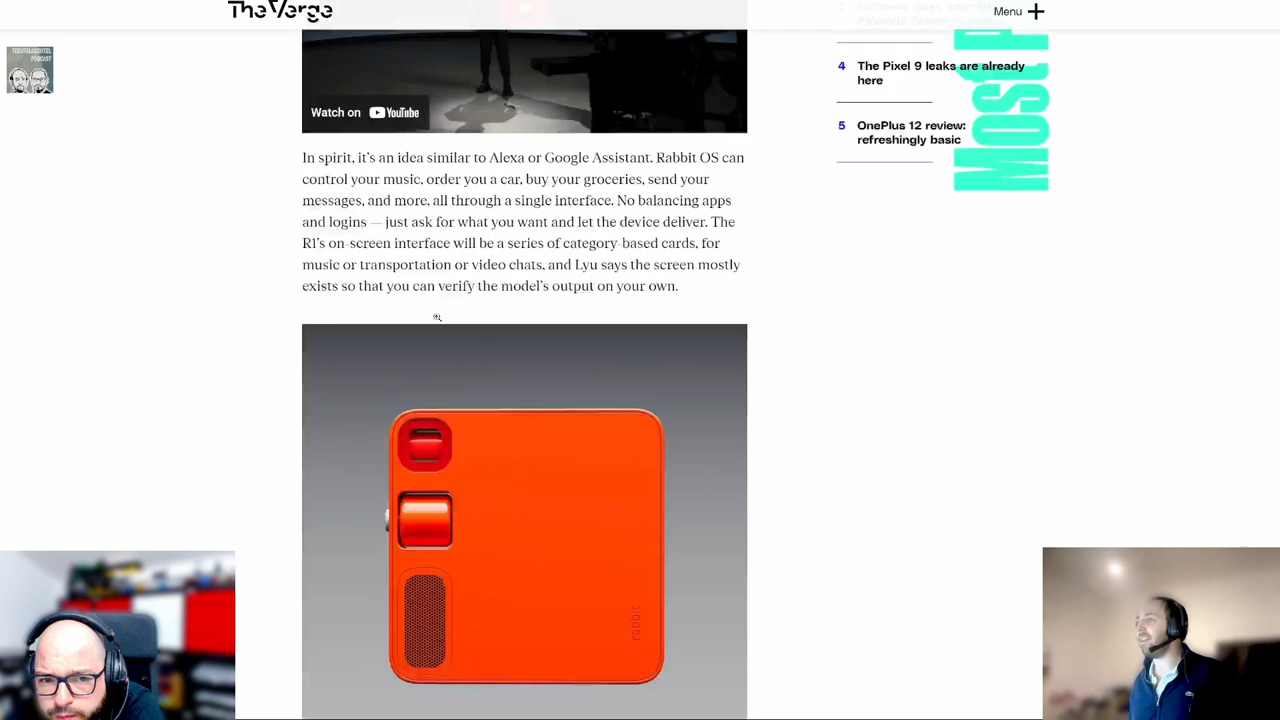 TheVerge
Menu
TECHTELMECHTEL
PODCAST
4 The Pixel 9 leaks are already
here
5 OnePlus 12 review:
refreshingly basic
Most P
Watch on YouTube
In spirit, it's an idea similar to Alexa or Google Assistant. Rabbit OS can
control your music, order you a car, buy your groceries, send your
messages, and more, all through a single interface. No balancing apps
and logins — just ask for what you want and let the device deliver. The
R1's on-screen interface will be a series of category-based cards, for
music or transportation or video chats, and Lyu says the screen mostly
exists so that you can verify the model's output on your own.
rabbit